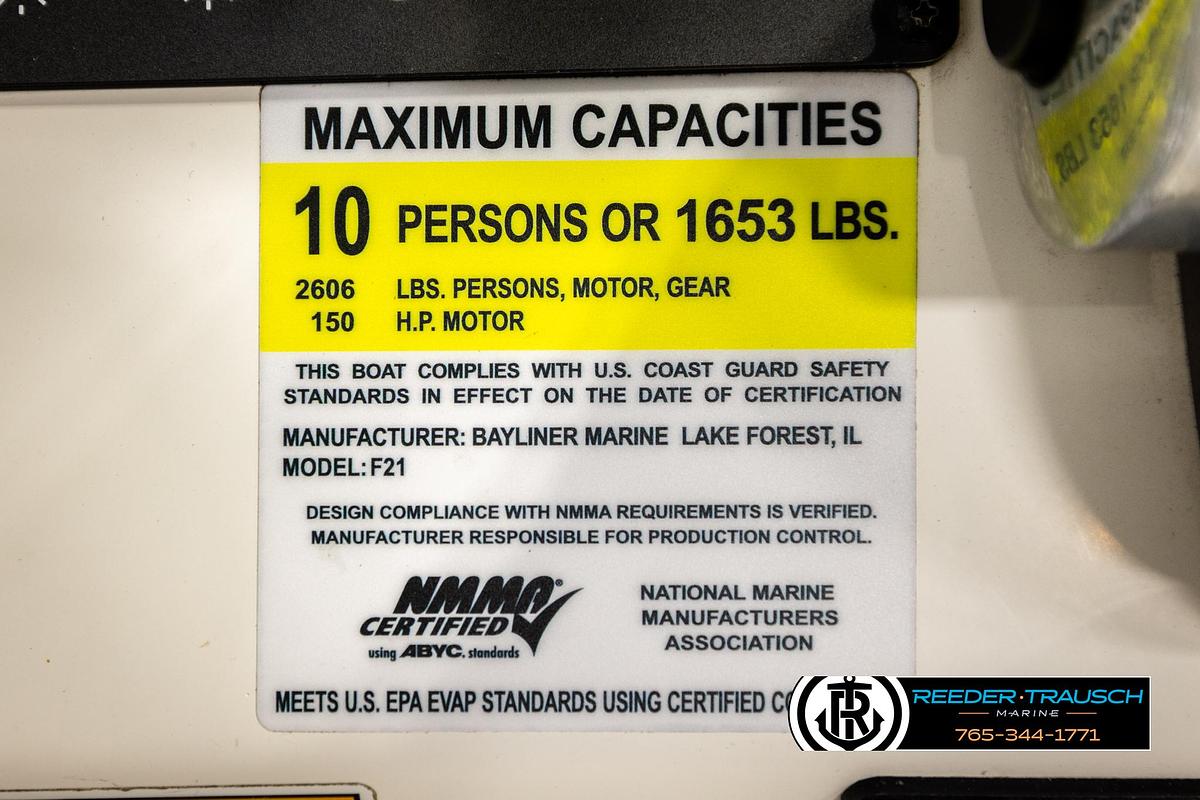 MAXIMUM CAPACITIES
10 PERSONS OR 1653 LBS.
2606 LBS. PERSONS, MOTOR, GEAR
150 H.P. MOTOR
THIS BOAT COMPLIES WITH U.S. COAST GUARD SAFETY
STANDARDS IN EFFECT ON THE DATE OF CERTIFICATION
MANUFACTURER: BAYLINER MARINE LAKE FOREST, IL
MODEL: F21
DESIGN COMPLIANCE WITH NMMA REQUIREMENTS IS VERIFIED.
MANUFACTURER RESPONSIBLE FOR PRODUCTION CONTROL.
NMMA®
CERTIFIED
using ABYC. standards
NATIONAL MARINE
MANUFACTURERS
ASSOCIATION
MEETS U.S. EPA EVAP STANDARDS USING CERTIFIED
REEDER·TRAUSCH
MARINE
765-344-1771